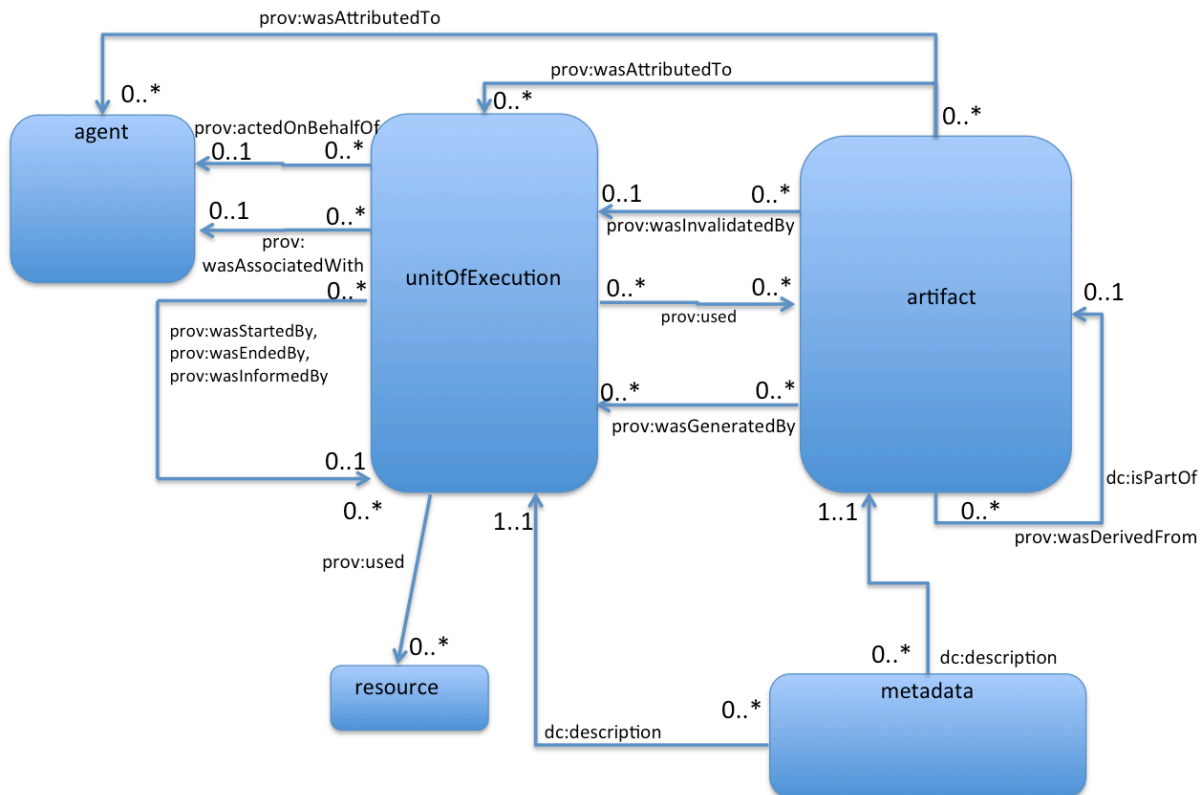 prov:wasAttributedTo
prov:wasAttributedTo
0..*
0..*
0..*
agent
prov:actedOnBehalfOf
0..1
0..*
0..1
0..*
prov:
wasAssociatedWith
0..*
unitOfExecution
0..1
0..*
prov:wasInvalidatedBy
0..*
0..*
prov:used
artifact
0..1
prov:wasStartedBy,
prov:wasEndedBy,
prov:wasInformedBy
0..*
0..*
prov:wasGeneratedBy
0..1
0..*
1..1
1..1
0..*
dc:isPartOf
prov:wasDerivedFrom
prov:used
0..*
resource
0..*
dc:description
metadada
0..*
dc:description